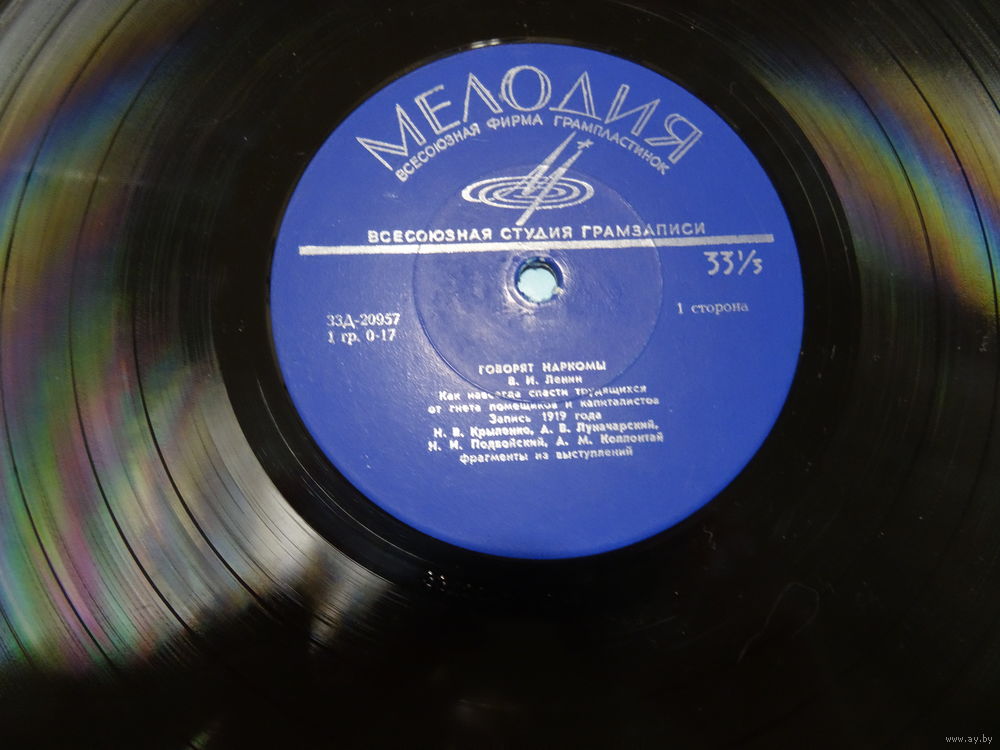 МЕЛОДИЯ
ВСЕСОЮЗНАЯ ФИРМА ГРАМПЛАСТИНОК
ВСЕСОЮЗНАЯ СТУДИЯ ГРАМЗАПИСИ
33⅓
33Д-20957
1 гр. 0-17
1 сторона
ГОВОРЯТ НАРКОМЫ
В. И. Ленин
Как навсегда спасти трудящихся
от гнета помещиков и капиталистов
Запись 1919 года
Н. В. Крыленко, А. В. Луначарский,
Н. И. Подвойский, А. М. Коллонтай
фрагменты из выступлений
www.ay.by